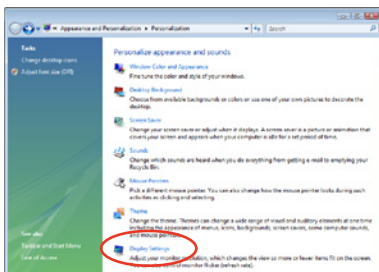 Appearance and Personalization ▸ Personalization
Search
Tasks
Change desktop icons
Adjust font size (DPI)
See also
Taskbar and Start Menu
Ease of Access
Personalize appearance and sounds
Window Color and Appearance
Fine tune the color and style of your windows.
Desktop Background
Choose from available backgrounds or colors or use one of your own pictures to decorate the
desktop.
Screen Saver
Change your screen saver or adjust when it displays. A screen saver is a picture or animation that
covers your screen and appears when your computer is idle for a set period of time.
Sounds
Change which sounds are heard when you do everything from getting e-mail to emptying your
Recycle Bin.
Mouse Pointers
Pick a different mouse pointer. You can also change how the mouse pointer looks during such
activities as clicking and selecting.
Theme
Change the theme. Themes can change a wide range of visual and auditory elements at one time
including the appearance of menus, icons, backgrounds, screen savers, some computer sounds,
and mouse pointers.
Display Settings
Adjust your monitor resolution, which changes the view so more or fewer items fit on the screen.
You can also control monitor flicker (refresh rate).